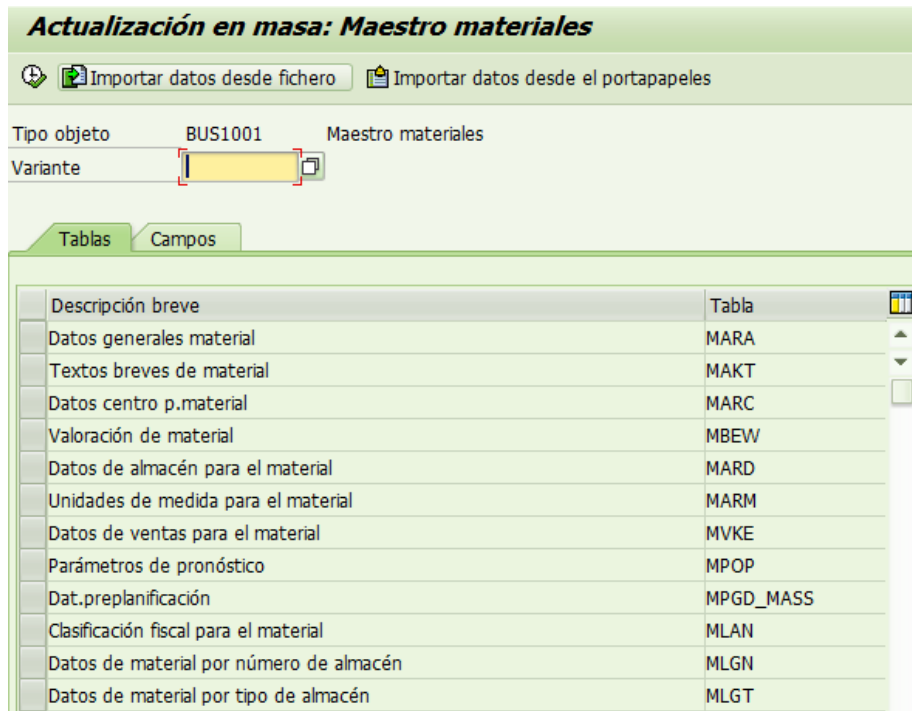 Actualización en masa: Maestro materiales
Importar datos desde fichero Importar datos desde el portapapeles
Tipo objeto BUS1001 Maestro materiales
Variante
Tablas Campos
Descripción breve Tabla
Datos generales material MARA
Textos breves de material MAKT
Datos centro p.material MARC
Valoración de material MBEW
Datos de almacén para el material MARD
Unidades de medida para el material MARM
Datos de ventas para el material MVKE
Parámetros de pronóstico MPOP
Dat.preplanificación MPGD_MASS
Clasificación fiscal para el material MLAN
Datos de material por número de almacén MLGN
Datos de material por tipo de almacén MLGT